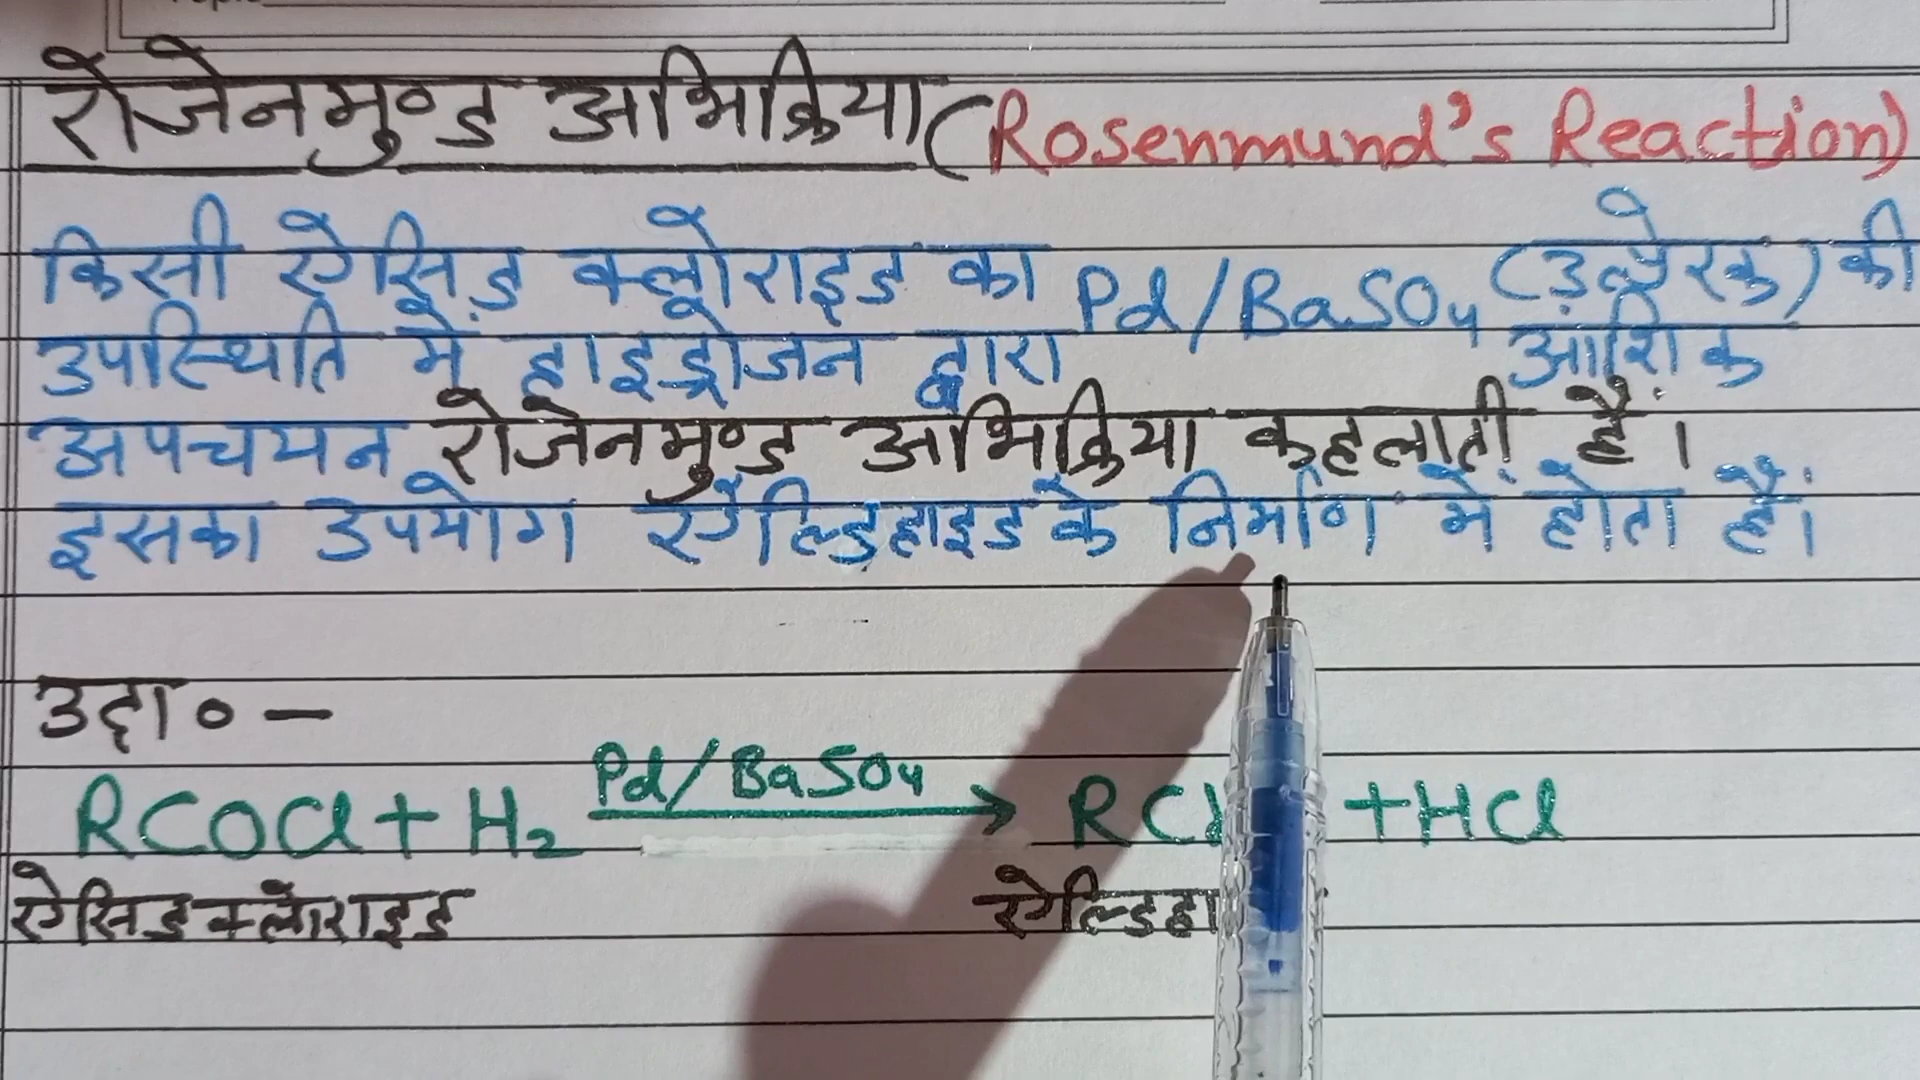 रोजेनमुण्ड अभिक्रिया (Rosenmund's Reaction)
किसी ऐसिड क्लोराइड का Pd/BaSO4 (उत्प्रेरक) की
उपस्थिति में हाइड्रोजन द्वारा आंशिक
अपचयन रोजेनमुण्ड अभिक्रिया कहलाती हैं।
इसका उपयोग ऐल्डिहाइड के निर्माण में होता हैं।
उदा० —
Pd/BaSO4
RCOCl + H2 → +HCl
ऐसिड क्लोराइड